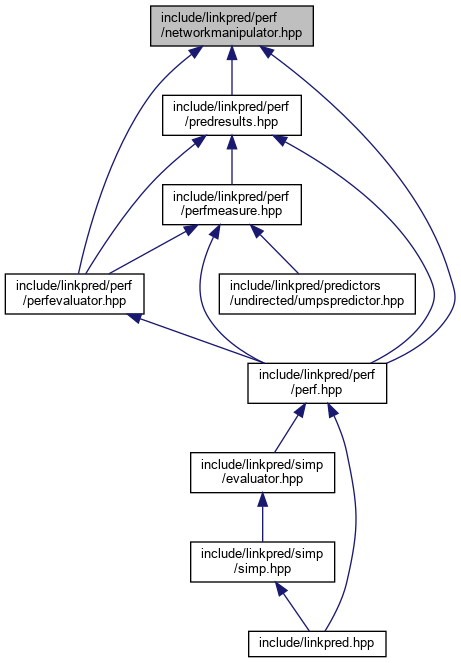 include/linkpred/perf
/networkmanipulator.hpp
include/linkpred/perf
/predresults.hpp
include/linkpred/perf
/perfmeasure.hpp
include/linkpred/perf
/perfevaluator.hpp
include/linkpred/predictors
/undirected/umpspredictor.hpp
include/linkpred/perf
/perf.hpp
include/linkpred/simp
/evaluator.hpp
include/linkpred/simp
/simp.hpp
include/linkpred.hpp